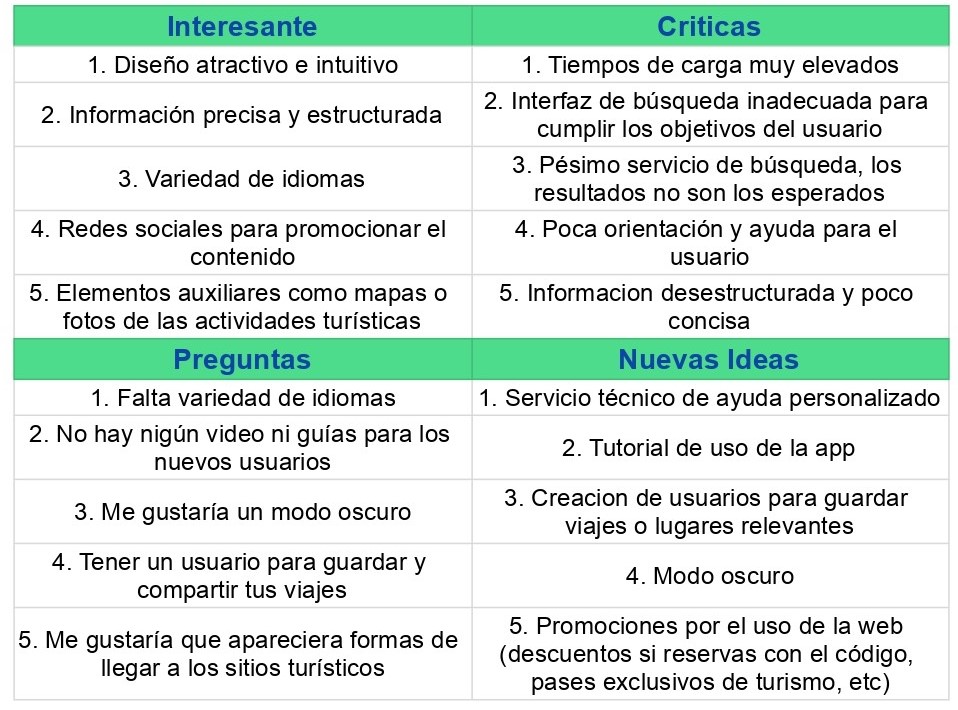 Interesante
Criticas
1. Diseño atractivo e intuitivo
1. Tiempos de carga muy elevados
2. Información precisa y estructurada
2. Interfaz de búsqueda inadecuada para
cumplir los objetivos del usuario
3. Variedad de idiomas
3. Pésimo servicio de búsqueda, los
resultados no son los esperados
4. Redes sociales para promocionar el
contenido
4. Poca orientación y ayuda para el
usuario
5. Elementos auxiliares como mapas o
fotos de las actividades turísticas
5. Informacion desestructurada y poco
concisa
Preguntas
Nuevas Ideas
1. Falta variedad de idiomas
1. Servicio técnico de ayuda personalizado
2. No hay nigún video ni guías para los
nuevos usuarios
2. Tutorial de uso de la app
3. Me gustaría un modo oscuro
3. Creacion de usuarios para guardar
viajes o lugares relevantes
4. Tener un usuario para guardar y
compartir tus viajes
4. Modo oscuro
5. Me gustaría que apareciera formas de
llegar a los sitios turísticos
5. Promociones por el uso de la web
(descuentos si reservas con el código,
pases exclusivos de turismo, etc)